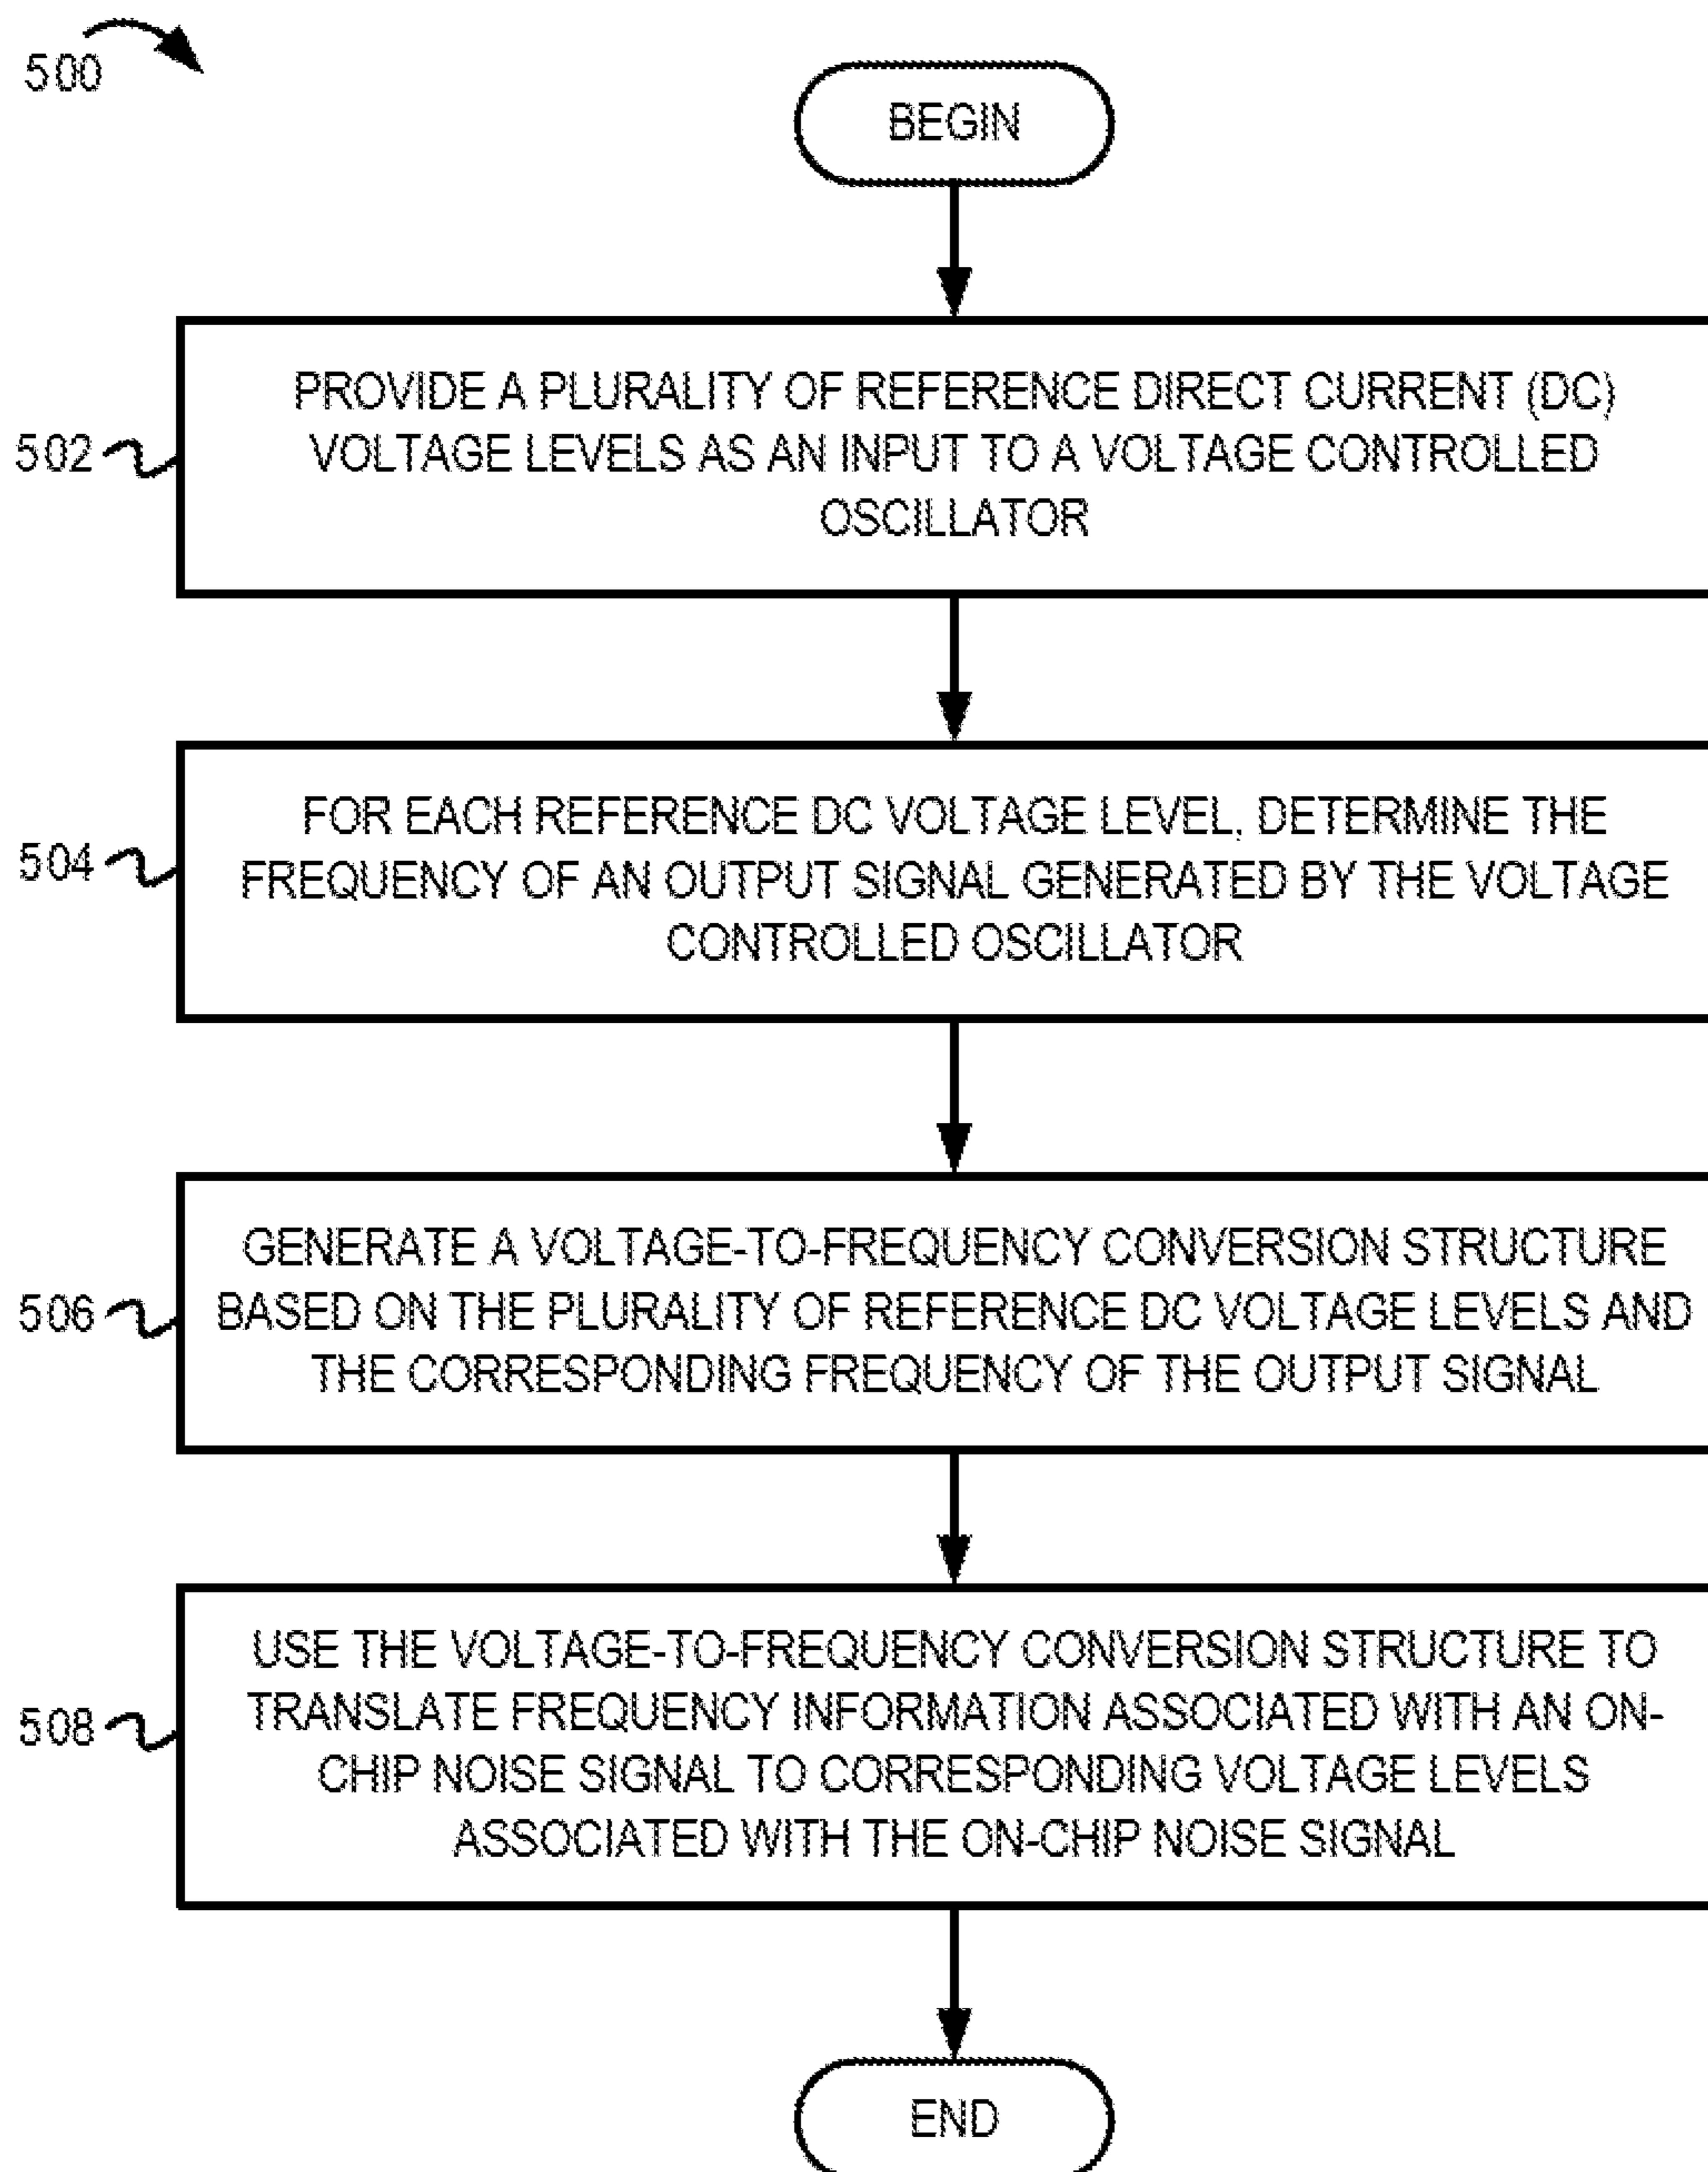 500
BEGIN
PROVIDE A PLURALITY OF REFERENCE DIRECT CURRENT (DC)
VOLTAGE LEVELS AS AN INPUT TO A VOLTAGE CONTROLLED
OSCILLATOR
502
FOR EACH REFERENCE DC VOLTAGE LEVEL, DETERMINE THE
FREQUENCY OF AN OUTPUT SIGNAL GENERATED BY THE VOLTAGE
CONTROLLED OSCILLATOR
504
GENERATE A VOLTAGE-TO-FREQUENCY CONVERSION STRUCTURE
BASED ON THE PLURALITY OF REFERENCE DC VOLTAGE LEVELS AND
THE CORRESPONDING FREQUENCY OF THE OUTPUT SIGNAL
506
USE THE VOLTAGE-TO-FREQUENCY CONVERSION STRUCTURE TO
TRANSLATE FREQUENCY INFORMATION ASSOCIATED WITH AN ON-
CHIP NOISE SIGNAL TO CORRESPONDING VOLTAGE LEVELS
ASSOCIATED WITH THE ON-CHIP NOISE SIGNAL
508
END